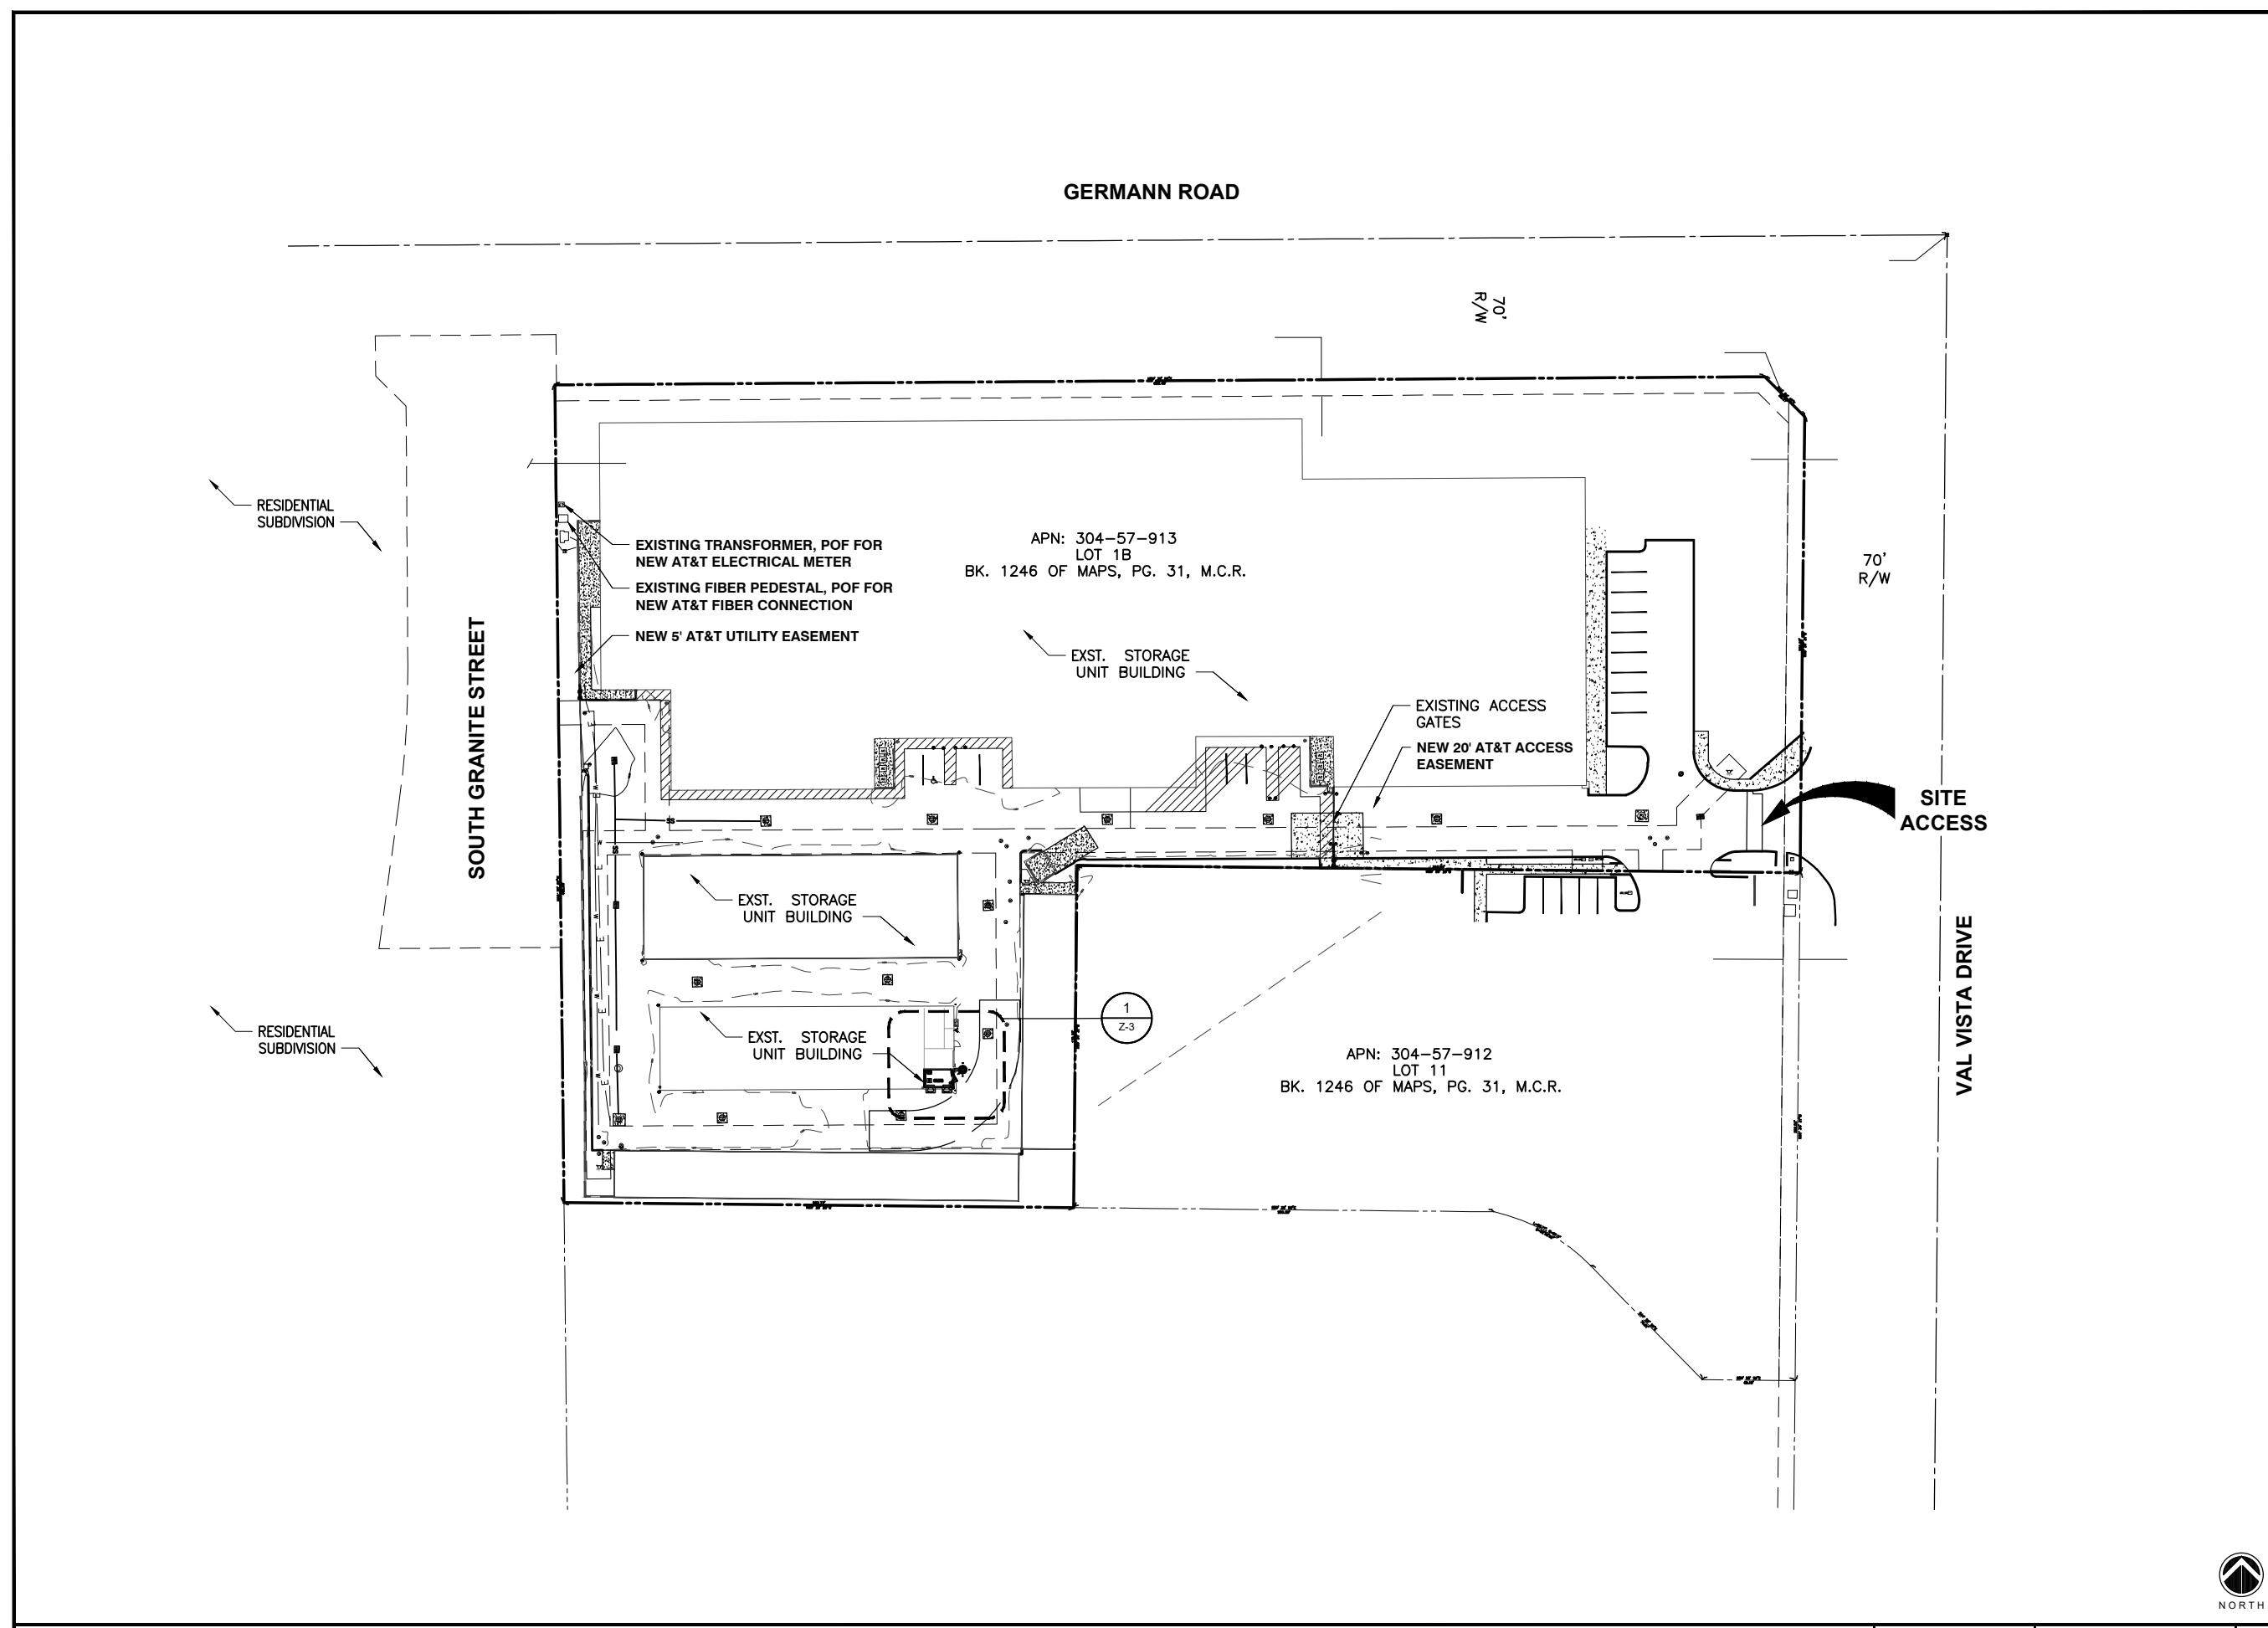 GERMANN ROAD
70'
R/W
RESIDENTIAL
SUBDIVISION
EXISTING TRANSFORMER, POF FOR
NEW AT&T ELECTRICAL METER
EXISTING FIBER PEDESTAL, POF FOR
NEW AT&T FIBER CONNECTION
NEW 5' AT&T UTILITY EASEMENT
APN: 304-57-913
LOT 1B
BK. 1246 OF MAPS, PG. 31, M.C.R.
70'
R/W
EXST. STORAGE
UNIT BUILDING
SOUTH GRANITE STREET
EXISTING ACCESS
GATES
NEW 20' AT&T ACCESS
EASEMENT
SITE
ACCESS
SS
SS
EXST. STORAGE
UNIT BUILDING
RESIDENTIAL
SUBDIVISION
EXST. STORAGE
UNIT BUILDING
1
Z-3
APN: 304-57-912
LOT 11
BK. 1246 OF MAPS, PG. 31, M.C.R.
VAL VISTA DRIVE
NORTH